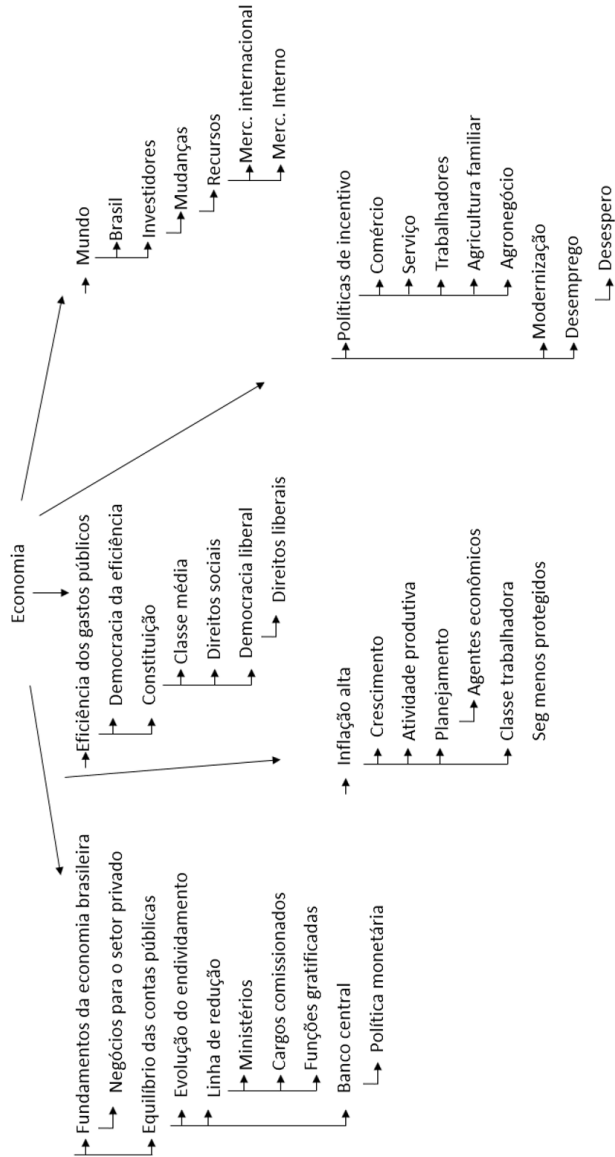 Economia
Fundamentos da economia brasileira
Negócios para o setor privado
Equilíbrio das contas públicas
Evolução do endividamento
Linha de redução
Ministérios
Cargos comissionados
Funções gratificadas
Banco central
Política monetária
Eficiência dos gastos públicos
Democracia da eficiência
Constituição
Classe média
Direitos sociais
Democracia liberal
Direitos liberais
Mundo
Brasil
Investidores
Mudanças
Recursos
Merc. internacional
Merc. Interno
Inflação alta
Crescimento
Atividade produtiva
Planejamento
Agentes econômicos
Classe trabalhadora
Seg menos protegidos
Políticas de incentivo
Comércio
Serviço
Trabalhadores
Agricultura familiar
Agronegócio
Modernização
Desemprego
Desespero